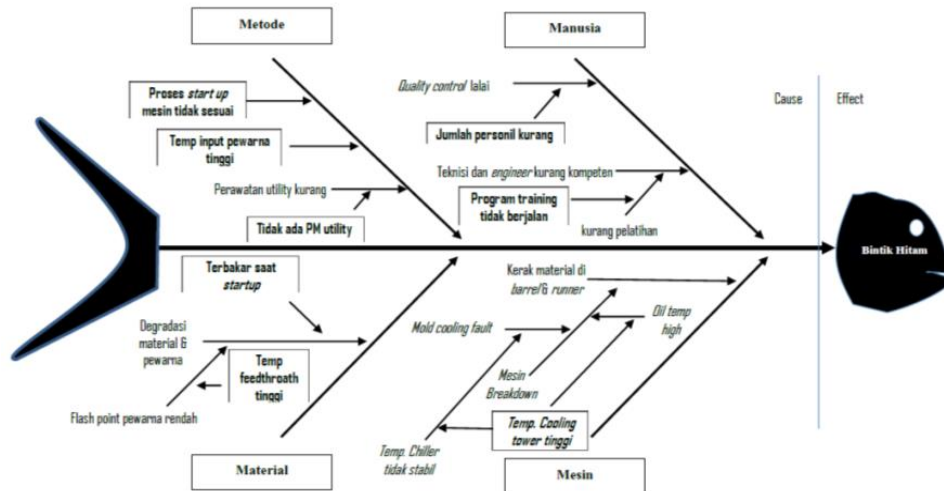 Metode
Manusia
Proses start up
mesin tidak sesuai
Temp input pewarna
tinggi
Perawatan utility kurang
Tidak ada PM utility
Quality control lalai
Jumlah personil kurang
Teknisi dan engineer kurang kompeten
Program training
tidak berjalan
kurang pelatihan
Cause
Effect
Bintik Hitam
Terbakar saat
startup
Degradasi
material &
pewarna
Temp
feedthroath
tinggi
Flash point pewarna rendah
Kerak material di
barrel& runner
Mold cooling fault
Oil temp
high
Mesin
Breakdown
Temp. Cooling
tower tinggi
Temp. Chiller
tidak stabil
Material
Mesin